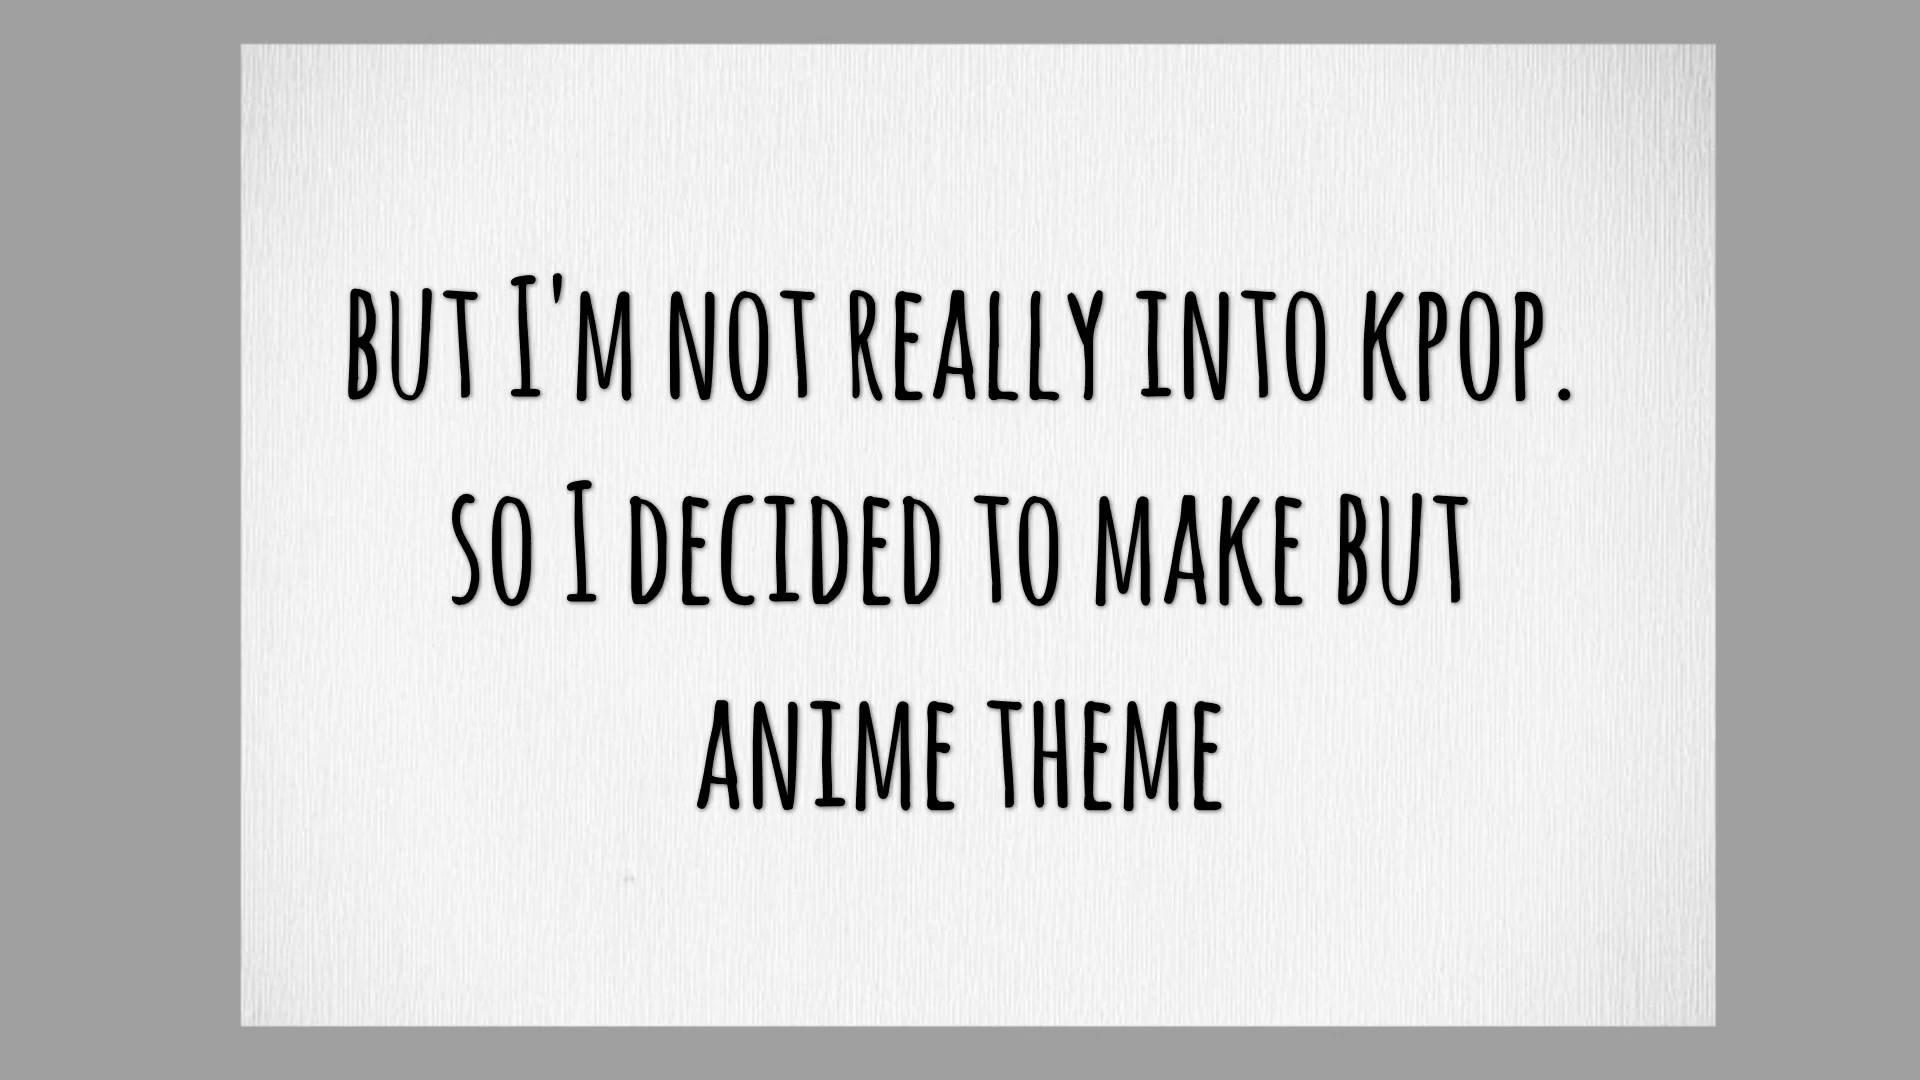 BUT I'M NOT REALLY INTO KPOP.
SO I DECIDED TO MAKE BUT
ANIME THEME